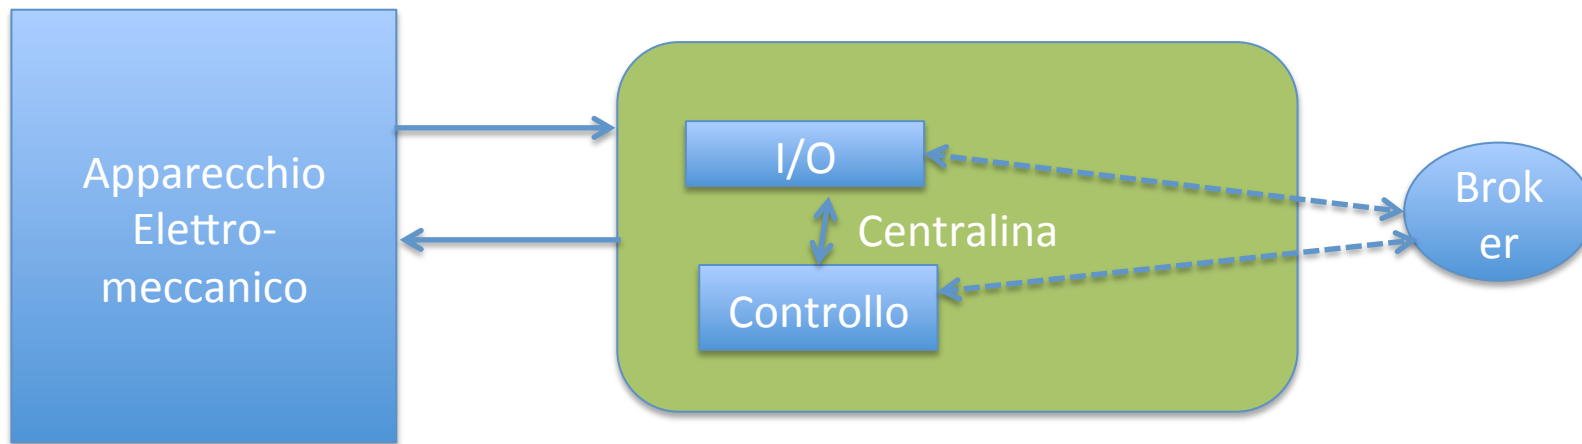 Apparecchio
Elettro-
meccanico
I/O
Centralina
Controllo
Brok
er